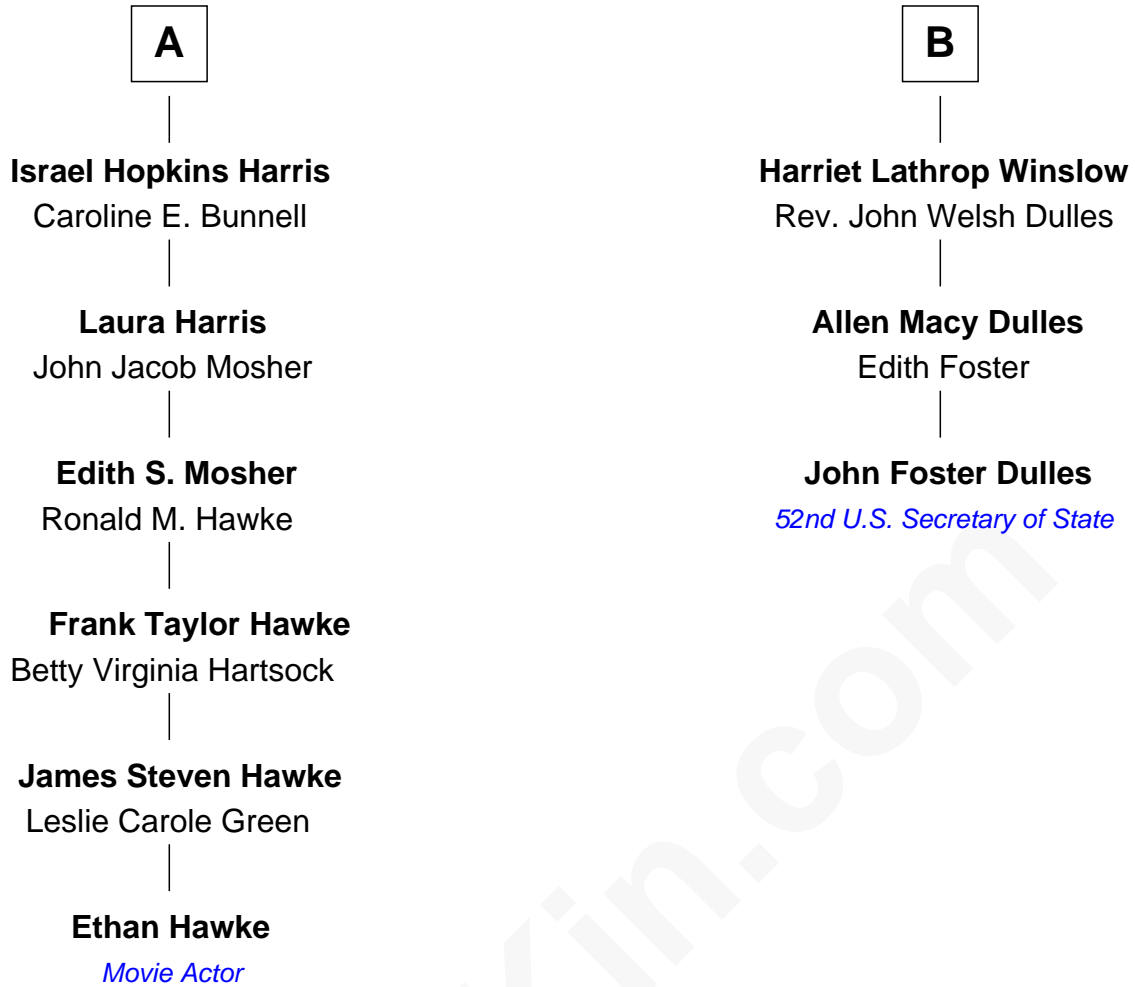 A
Israel Hopkins Harris
Caroline E. Bunnell
Laura Harris
John Jacob Mosher
Edith S. Mosher
Ronald M. Hawke
Frank Taylor Hawke
Betty Virginia Hartsock
James Steven Hawke
Leslie Carole Green
Ethan Hawke
Movie Actor
B
Harriet Lathrop Winslow
Rev. John Welsh Dulles
Allen Macy Dulles
Edith Foster
John Foster Dulles
52nd U.S. Secretary of State
Kin.com